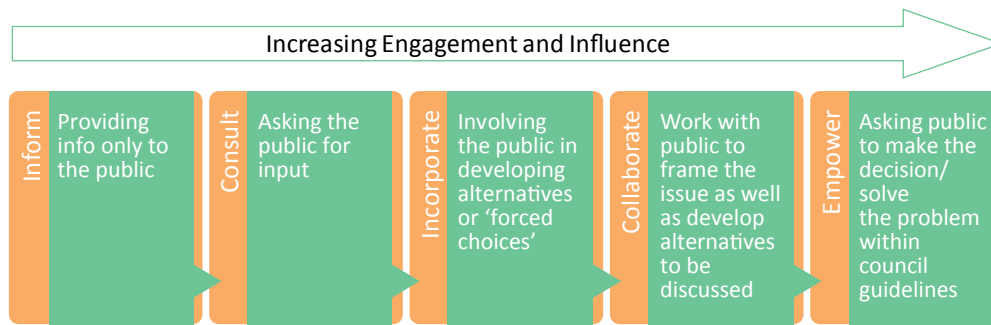 Increasing Engagement and Influence
Inform
Providing
info only to
the public
Consult
Asking the
public for
input
Incorporate
Involving
the public in
developing
alternatives
or ‘forced
choices’
Collaborate
Work with
public to
frame the
issue as well
as develop
alternatives
to be
discussed
Empower
Asking public
to make the
decision/
solve
the problem
within
council
guidelines